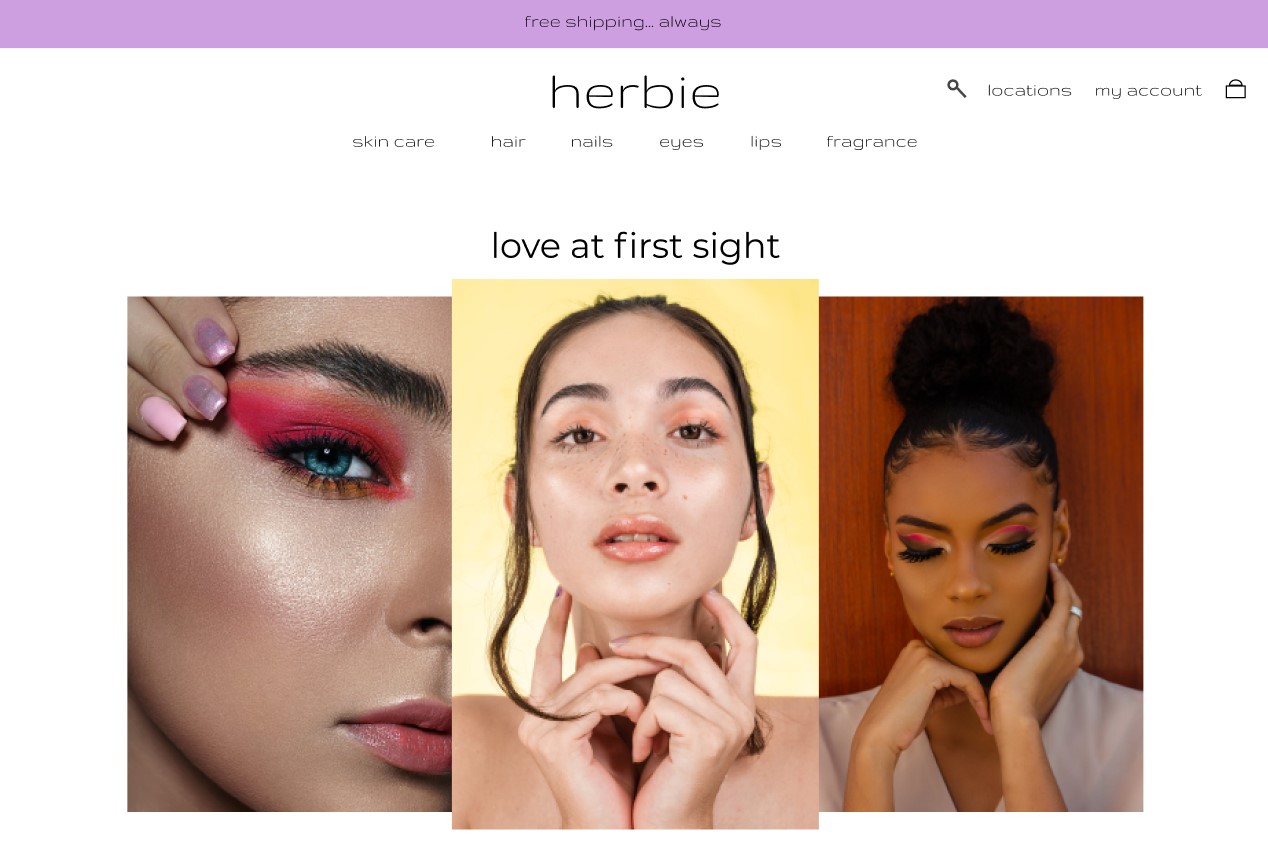 free shipping... always
herbie
locations my account
skin care hair nails eyes lips fragrance
love at first sight